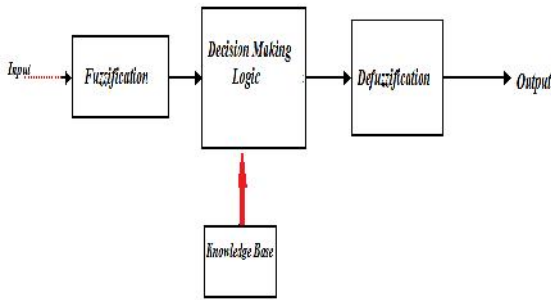 Input
Fuzzification
Decision Making
Logic
Defuzzification
Output
Knowledge Base